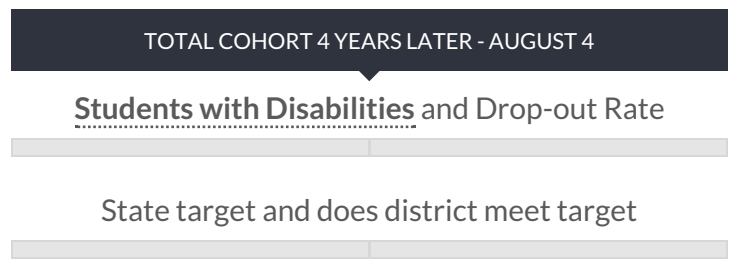 TOTAL COHORT 4 YEARS LATER - AUGUST 4
Students with Disabilities and Drop-out Rate
State target and does district meet target